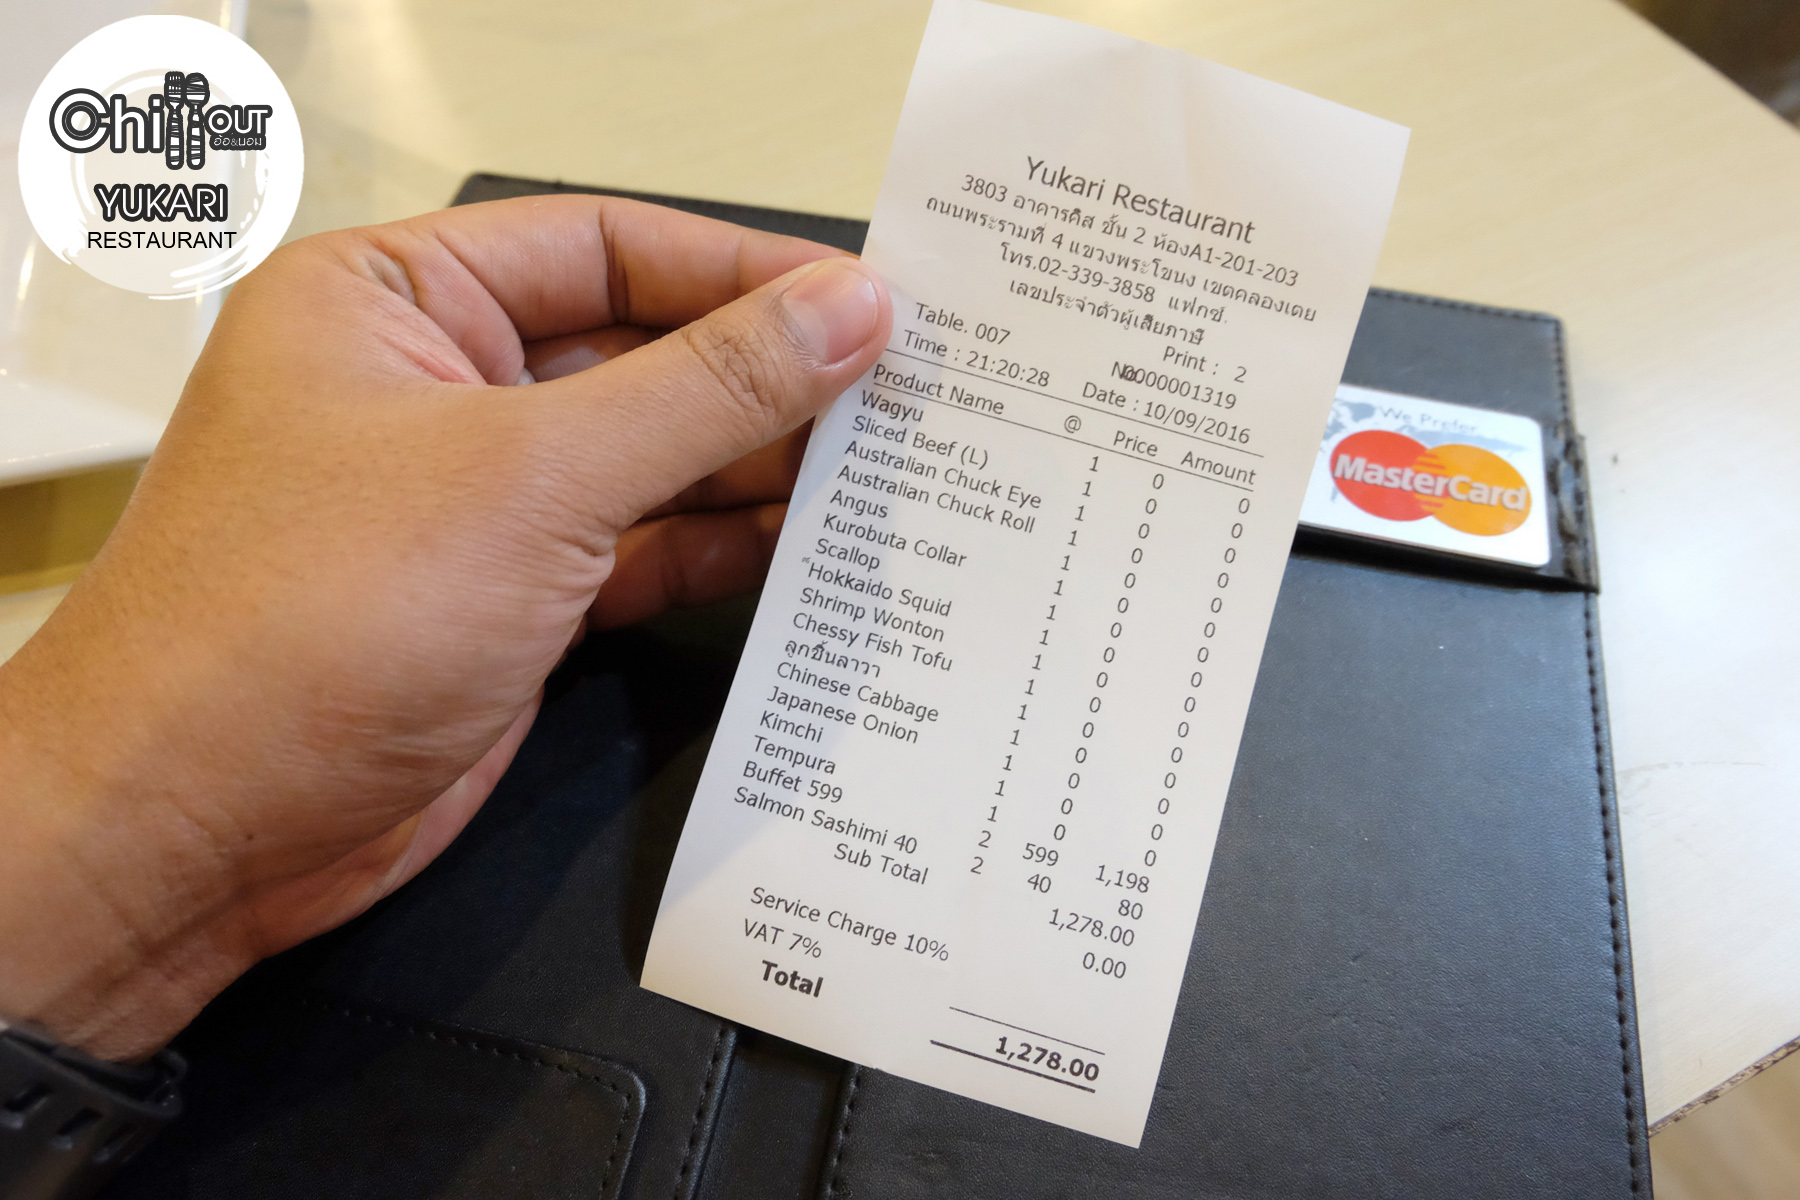 Chill OUT
อ๋อ&บอม
YUKARI
RESTAURANT
Yukari Restaurant
3803 อาคารดิส ชั้น 2 ห้องA1-201-203
ถนนพระรามที่ 4 แขวงพระโขนง เขตคลองเตย
โทร.02-339-3858 แฟกซ์.
เลขประจำตัวผู้เสียภาษี
Print : 2
Table. 007 No.0000001319
Time : 21:20:28 Date : 10/09/2016
Product Name @ Price Amount
Wagyu 1 0 0
Sliced Beef (L) 1 0 0
Australian Chuck Eye 1 0 0
Australian Chuck Roll 1 0 0
Angus 1 0 0
Kurobuta Collar 1 0 0
Scallop 1 0 0
Hokkaido Squid 1 0 0
Shrimp Wonton 1 0 0
Chessy Fish Tofu 1 0 0
ลูกชิ้นลาวา 1 0 0
Chinese Cabbage 1 0 0
Japanese Onion 1 0 0
Kimchi 1 0 0
Tempura 1 0 0
Buffet 599 2 599 1,198
Salmon Sashimi 40 2 40 80
Sub Total 1,278.00
Service Charge 10% 0.00
VAT 7%
Total 1,278.00
We Prefer
MasterCard